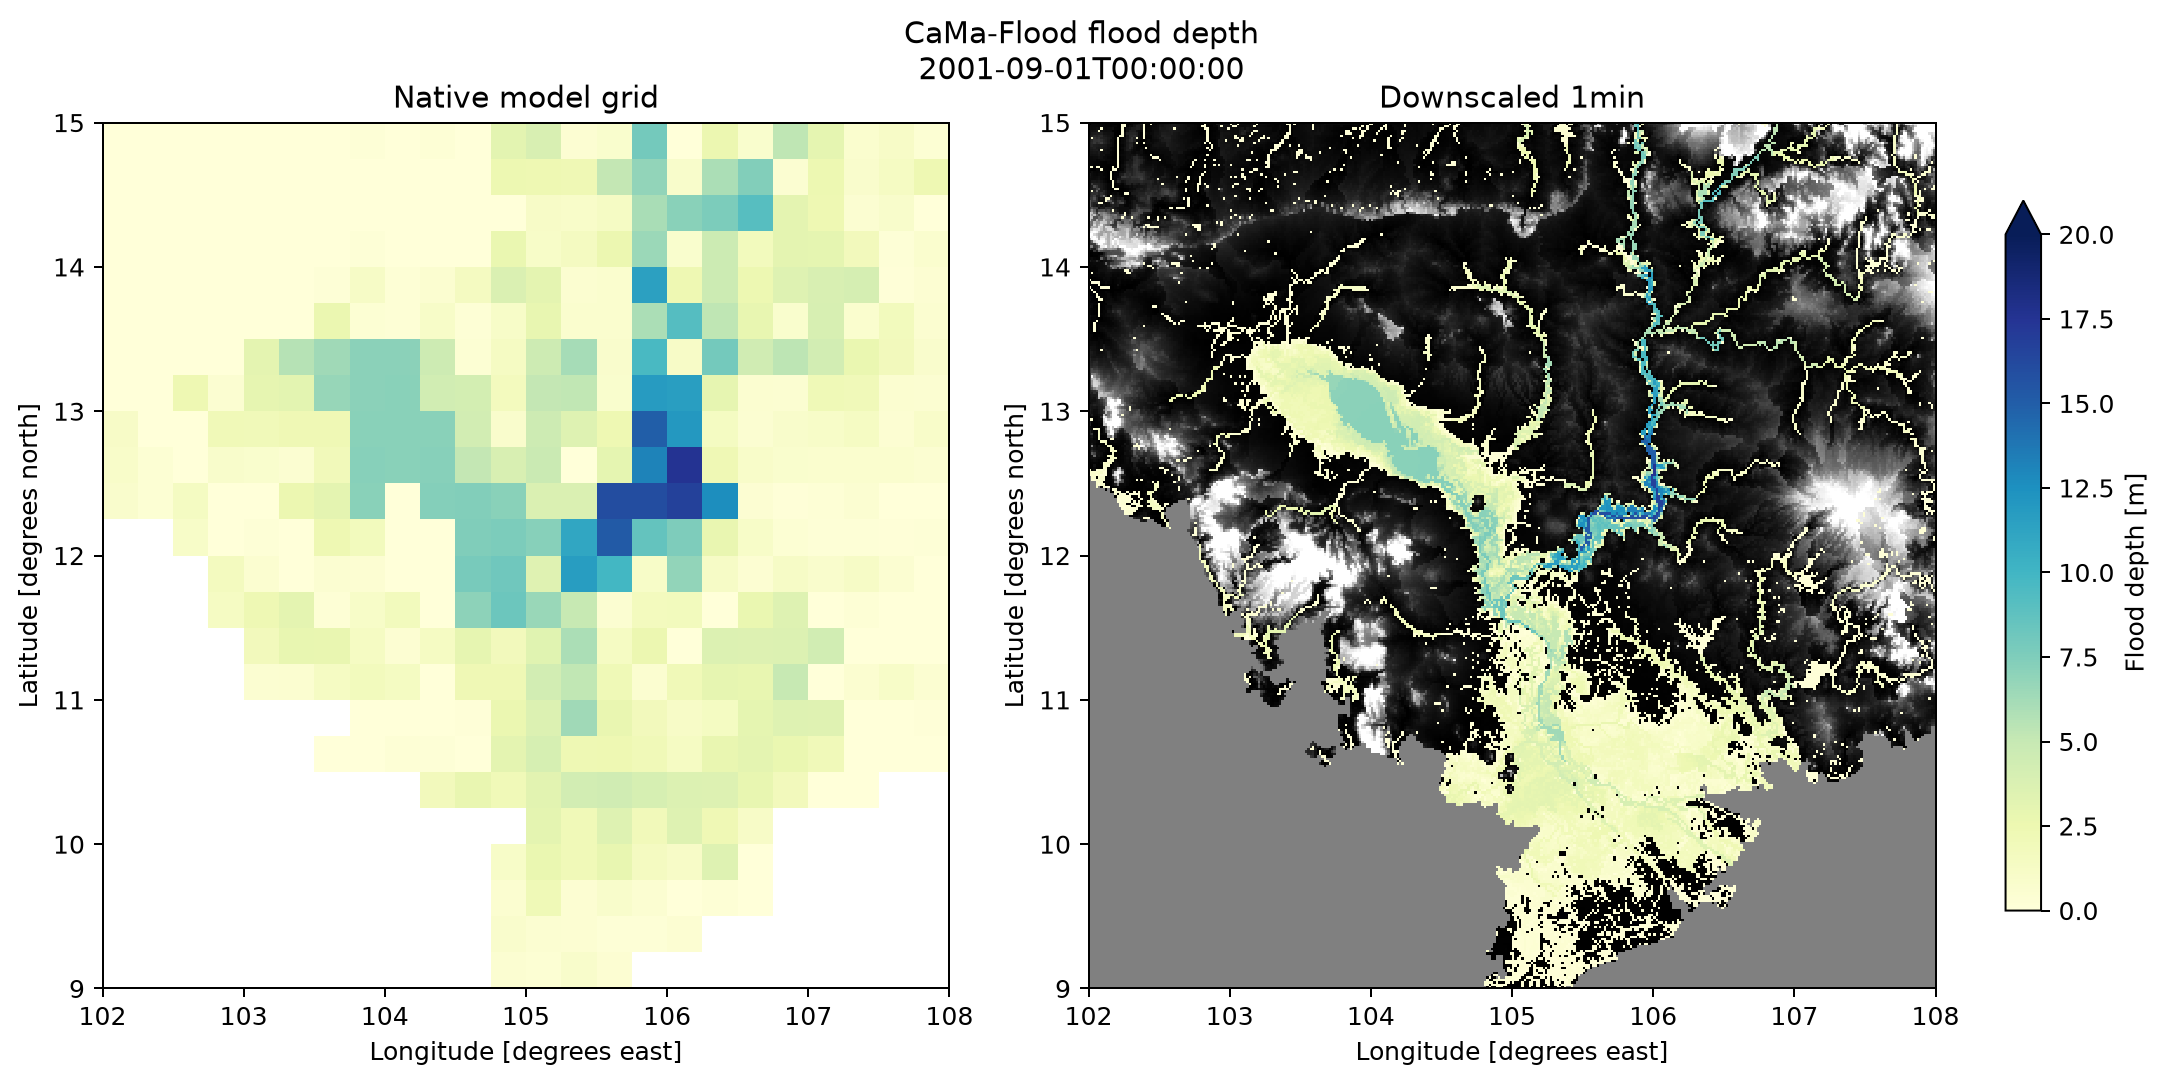 CaMa-Flood flood depth
2001-09-01T00:00:00
Native model grid
Downscaled 1min
15
14
13
12
11
10
9
102 103 104 105 106 107 108
Longitude [degrees east]
Latitude [degrees north]
15
14
13
12
11
10
9
102 103 104 105 106 107 108
Longitude [degrees east]
Latitude [degrees north]
20.0
17.5
15.0
12.5
10.0
7.5
5.0
2.5
0.0
Flood depth [m]